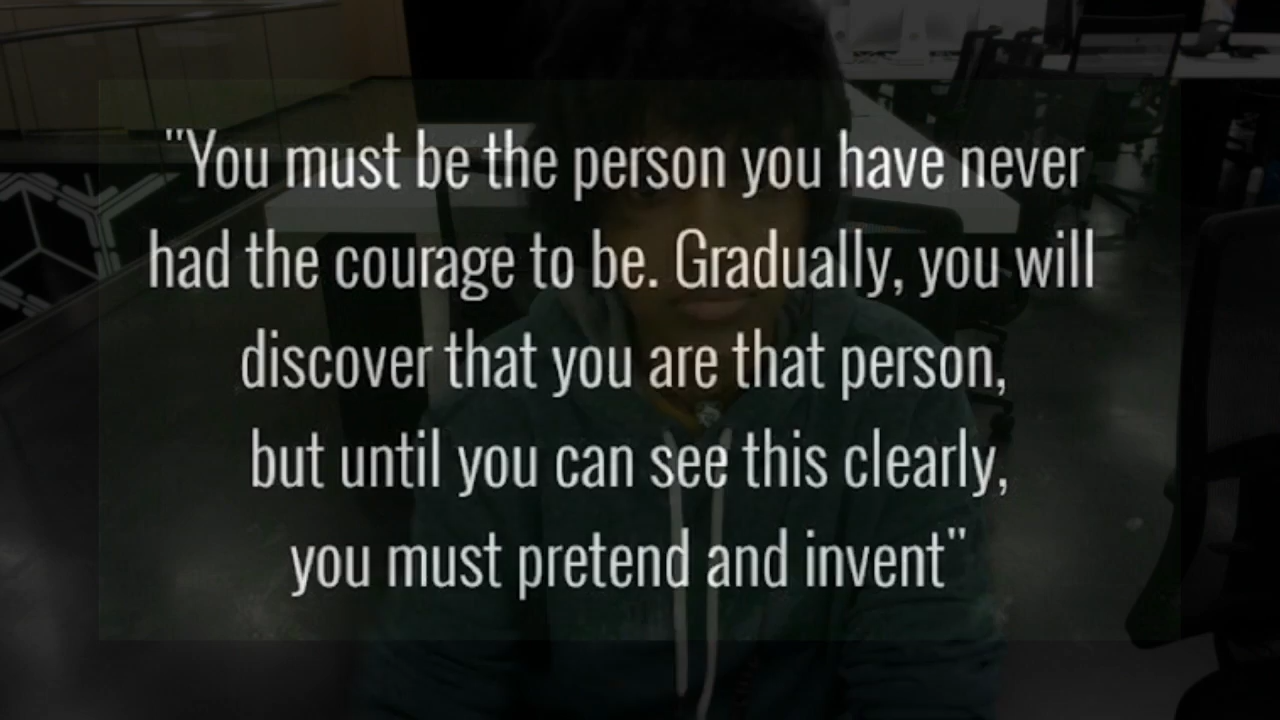 "You must be the person you have never
had the courage to be. Gradually, you will
discover that you are that person,
but until you can see this clearly,
you must pretend and invent"